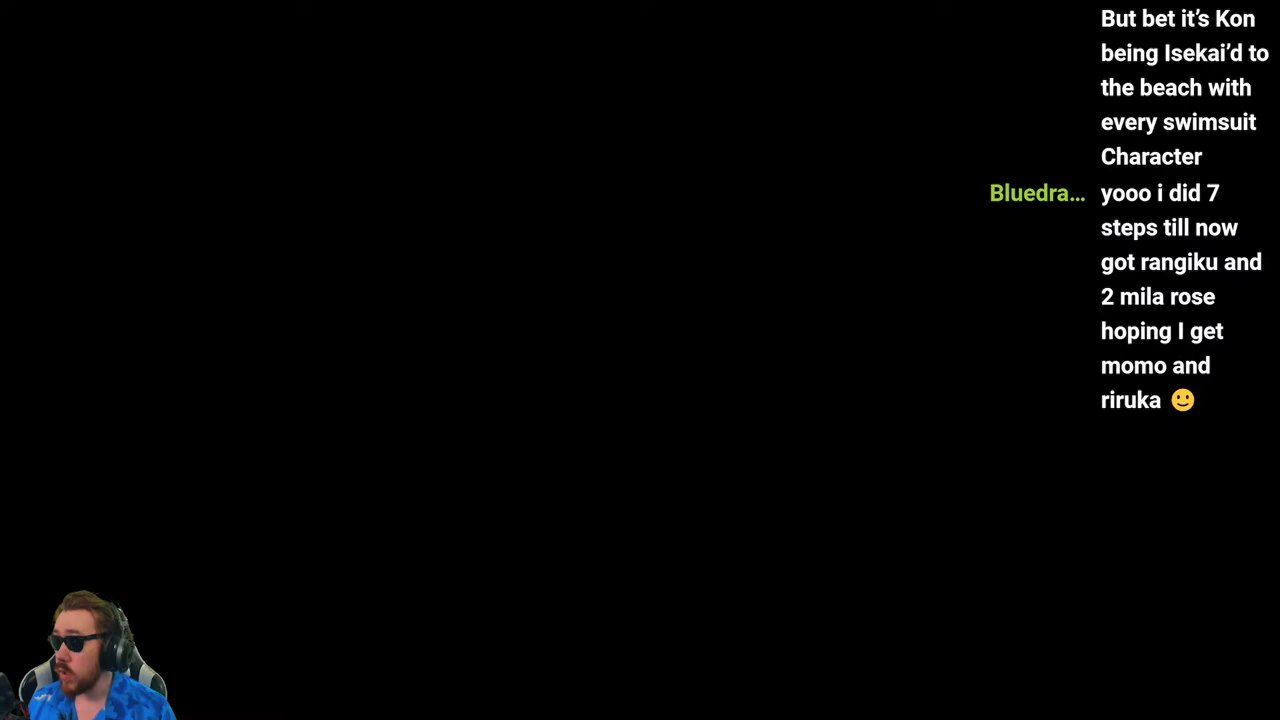 But bet it’s Kon
being Isekai’d to
the beach with
every swimsuit
Character
Bluedra… yooo i did 7
steps till now
got rangiku and
2 mila rose
hoping I get
momo and
riruka 🙂